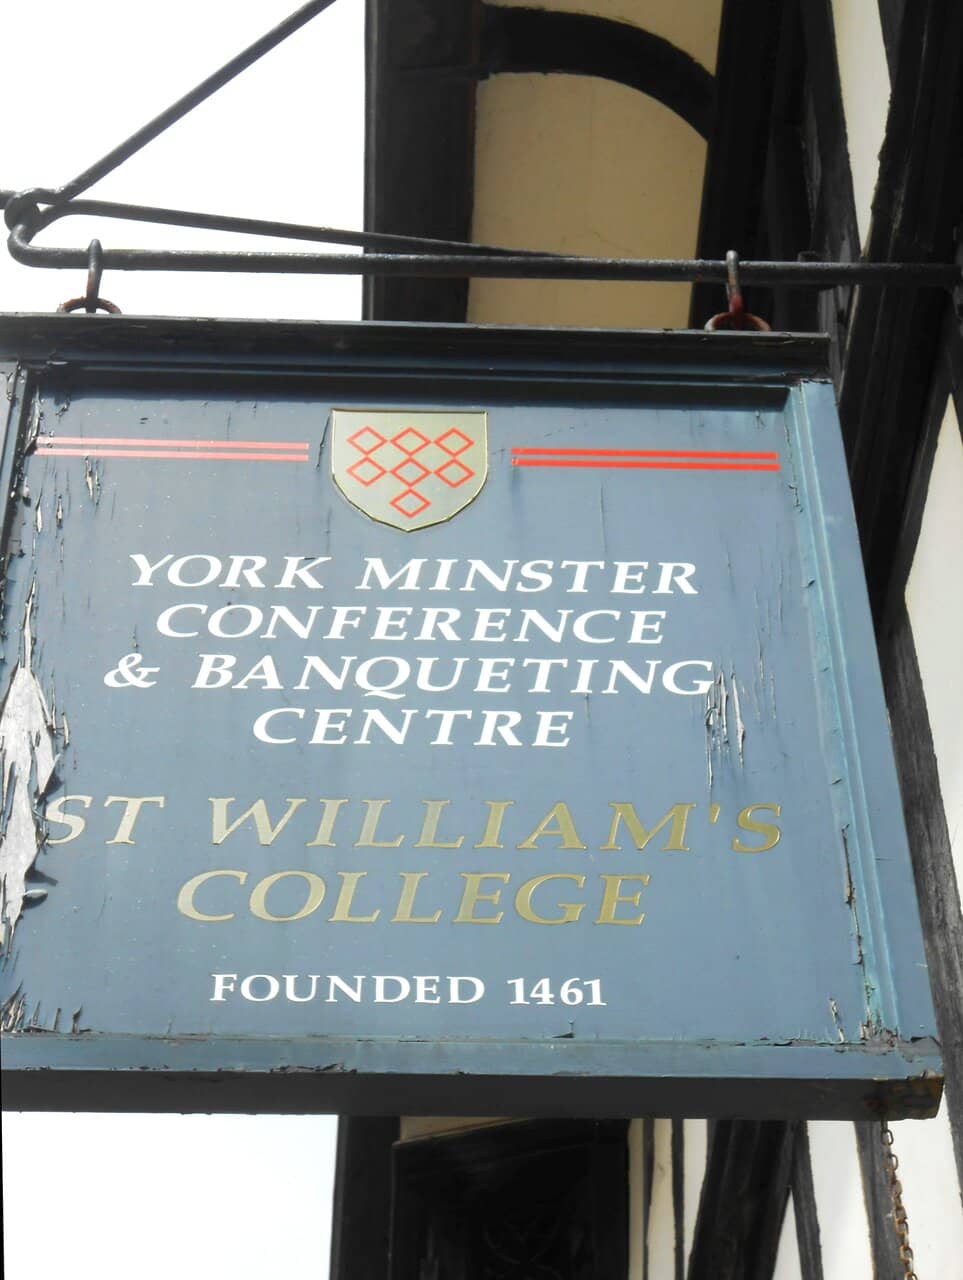 YORK MINSTER
CONFERENCE
& BANQUETING
CENTRE
ST WILLIAM'S
COLLEGE
FOUNDED 1461